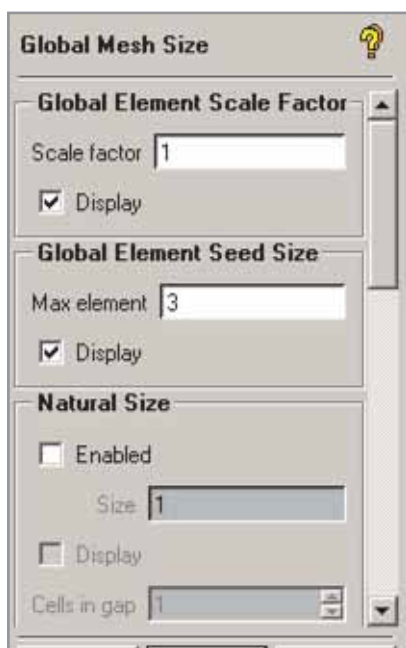 Global Mesh Size
Global Element Scale Factor
Scale factor 1
Display
Global Element Seed Size
Max element 3
Display
Natural Size
Enabled
Size 1
Display
Cells in gap 1